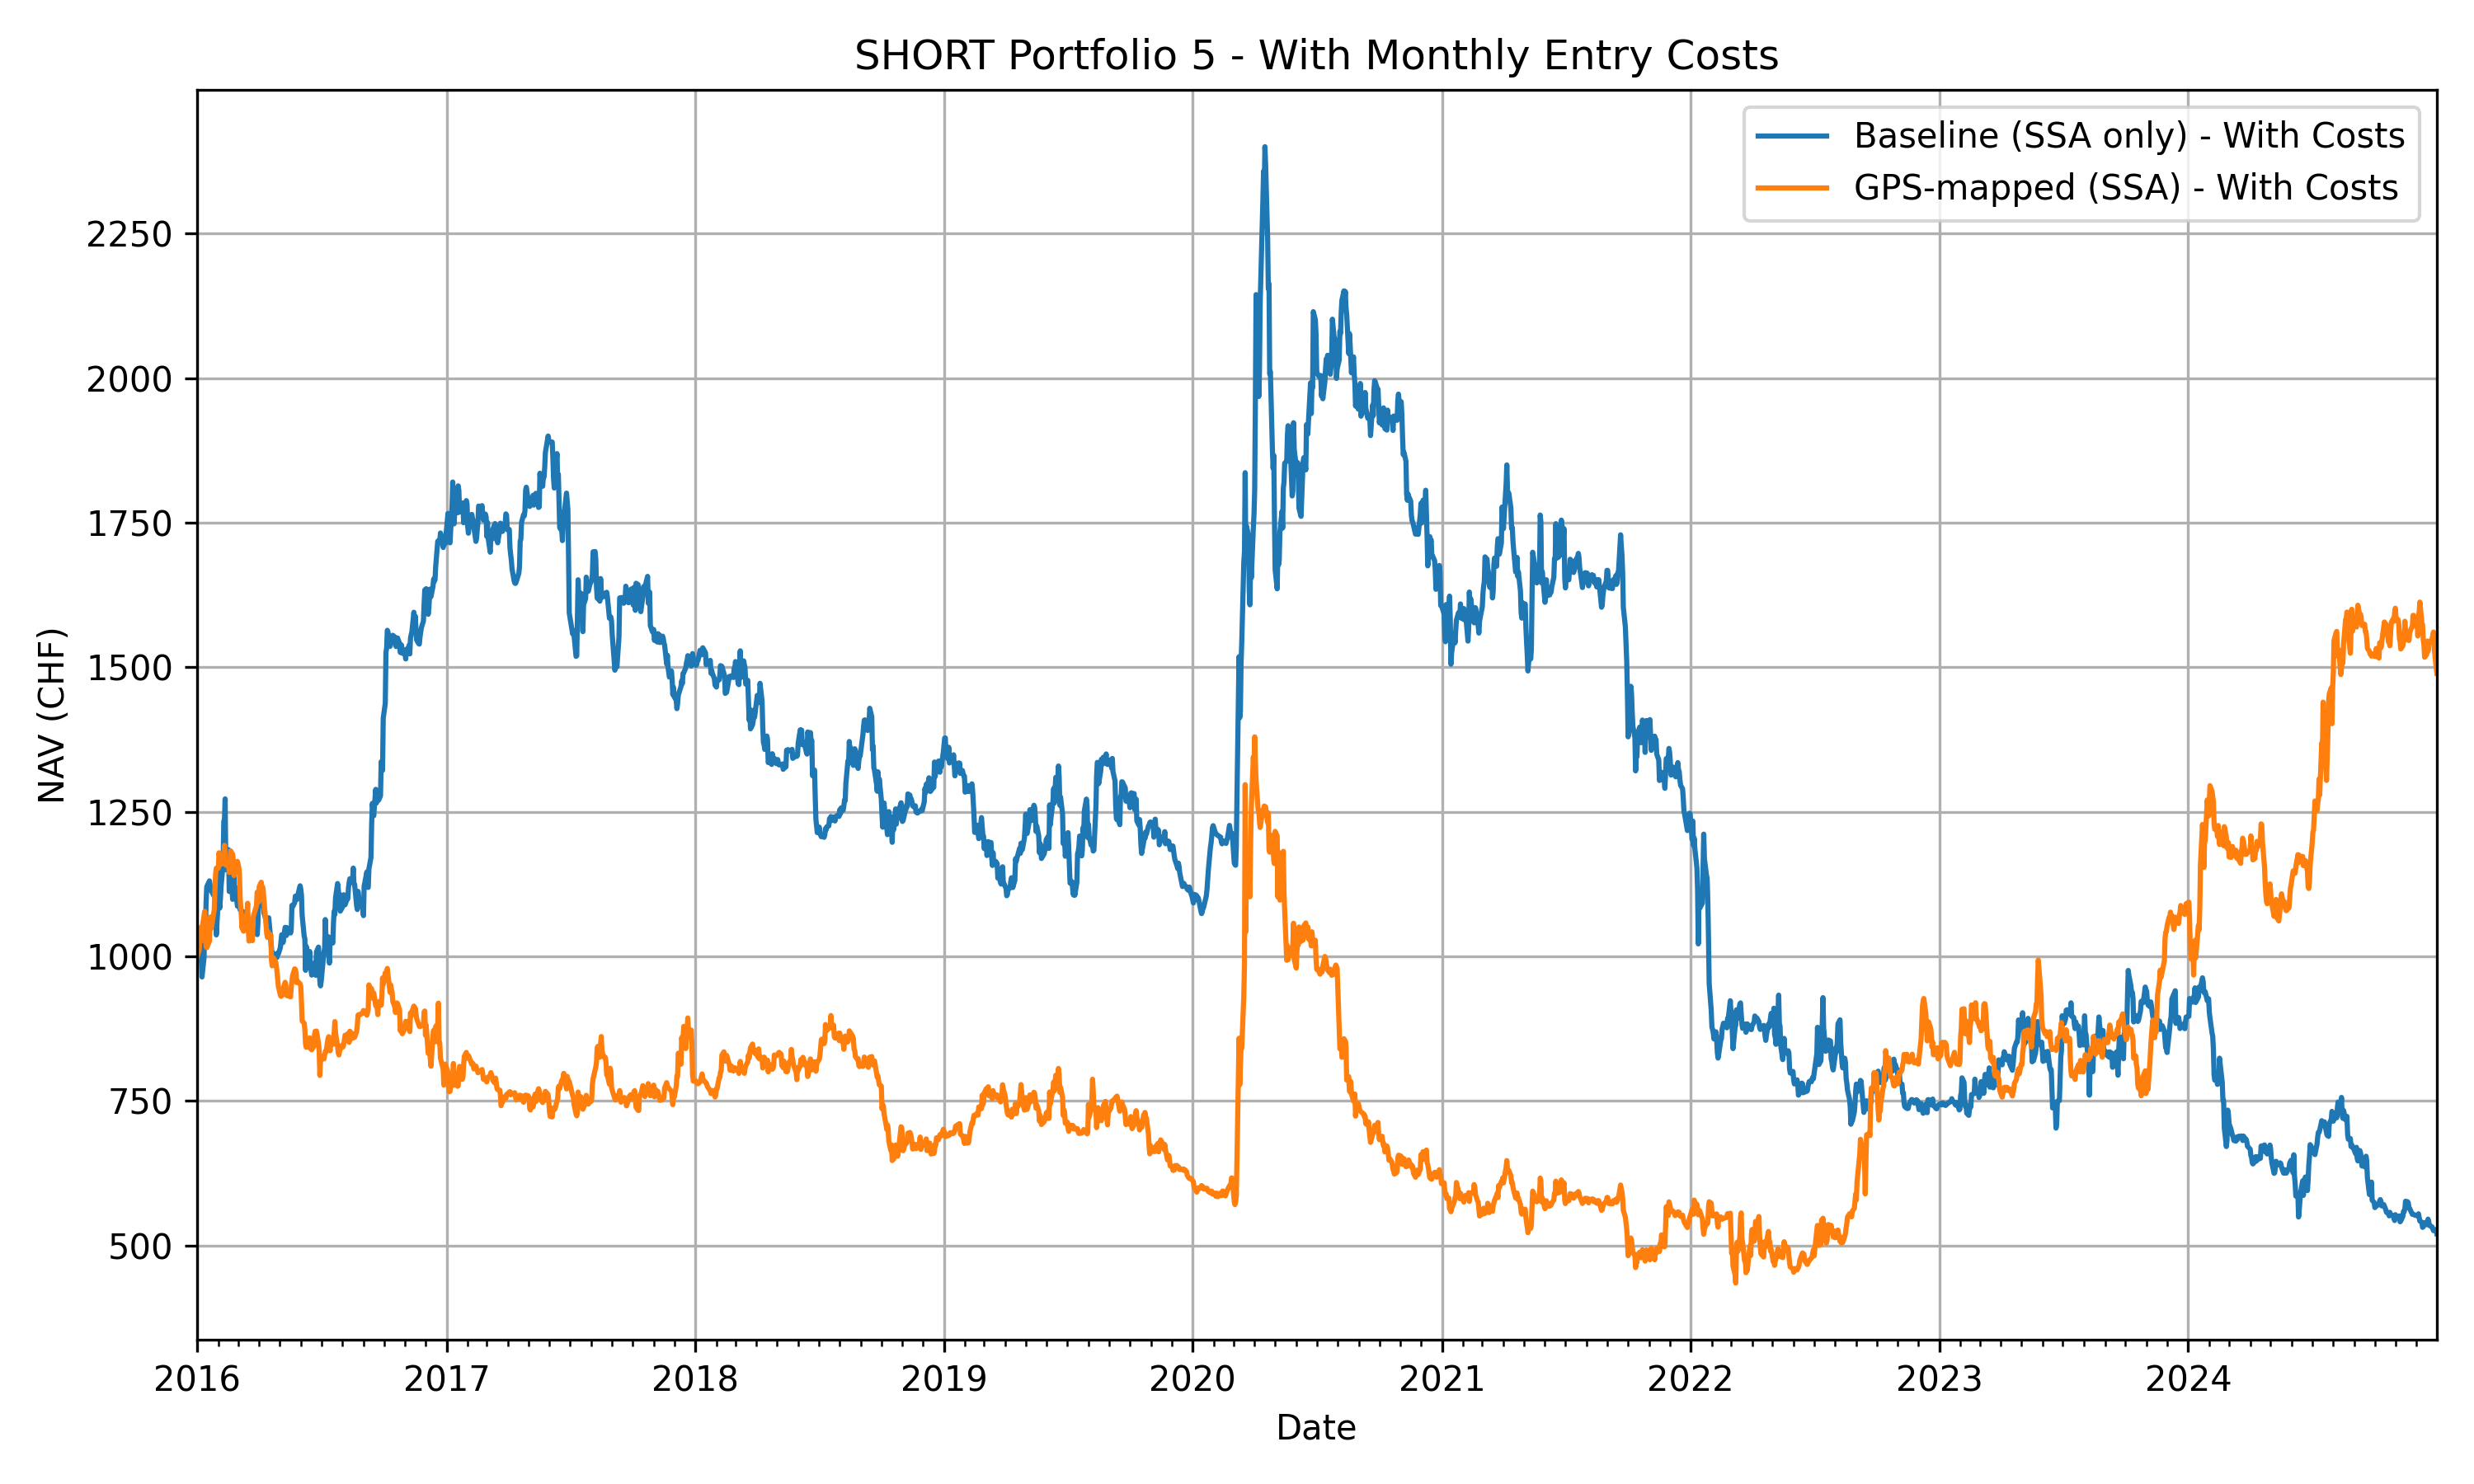 SHORT Portfolio 5 - With Monthly Entry Costs
Baseline (SSA only) - With Costs
GPS-mapped (SSA) - With Costs
NAV (CHF)
2250
2000
1750
1500
1250
1000
750
500
2016 2017 2018 2019 2020 2021 2022 2023 2024
Date